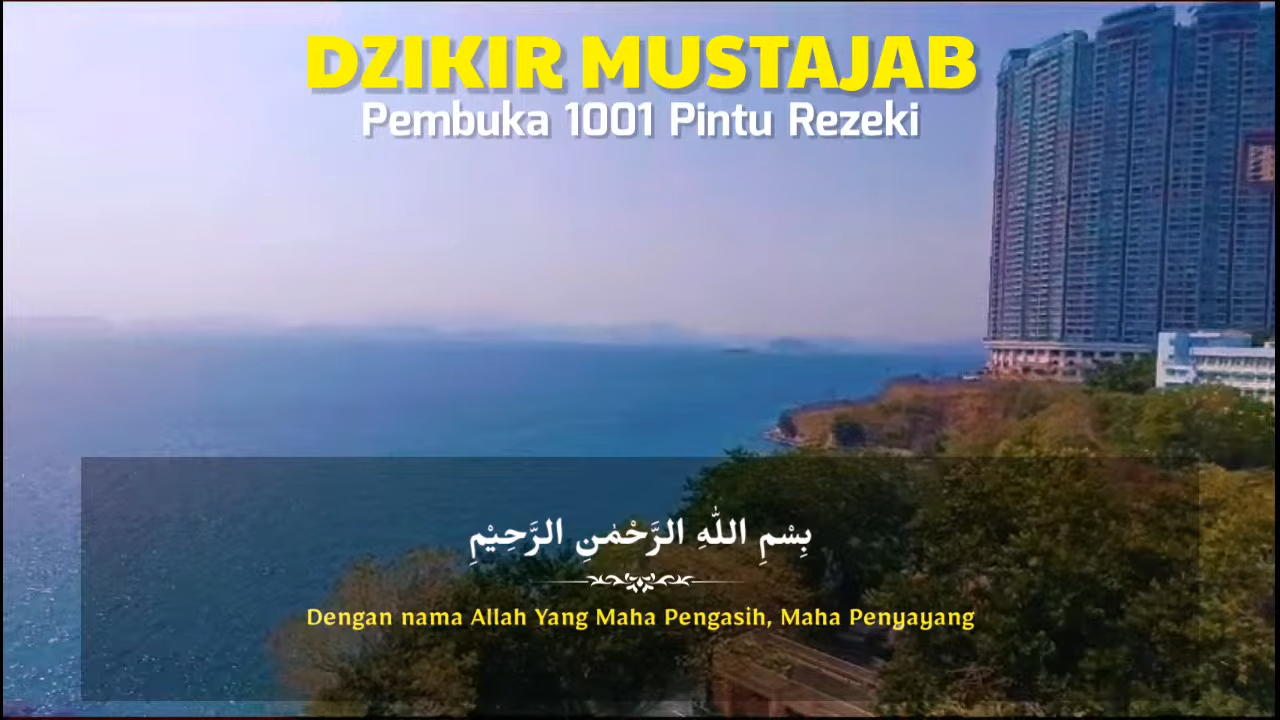 DZIKIR MUSTAJAB
Pembuka 1001 Pintu Rezeki
بِسْمِ اللّٰهِ الرَّحْمٰنِ الرَّحِيْمِ
Dengan nama Allah Yang Maha Pengasih, Maha Penyayang